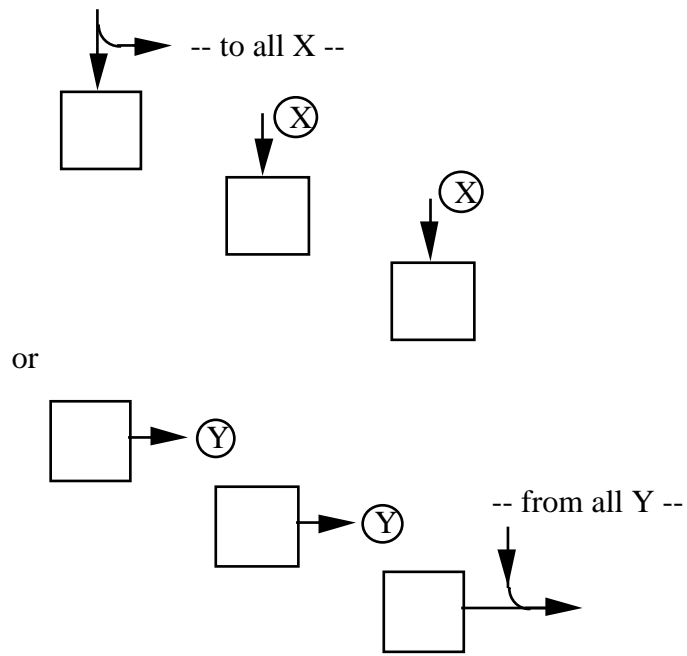 -- to all X --
X
X
or
Y
-- from all Y --
Y